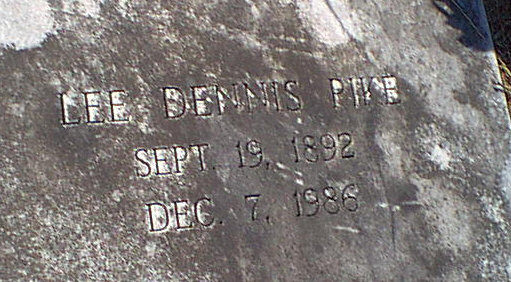 LEE DENNIS PIKE
SEPT. 19, 1892
DEC. 7, 1986